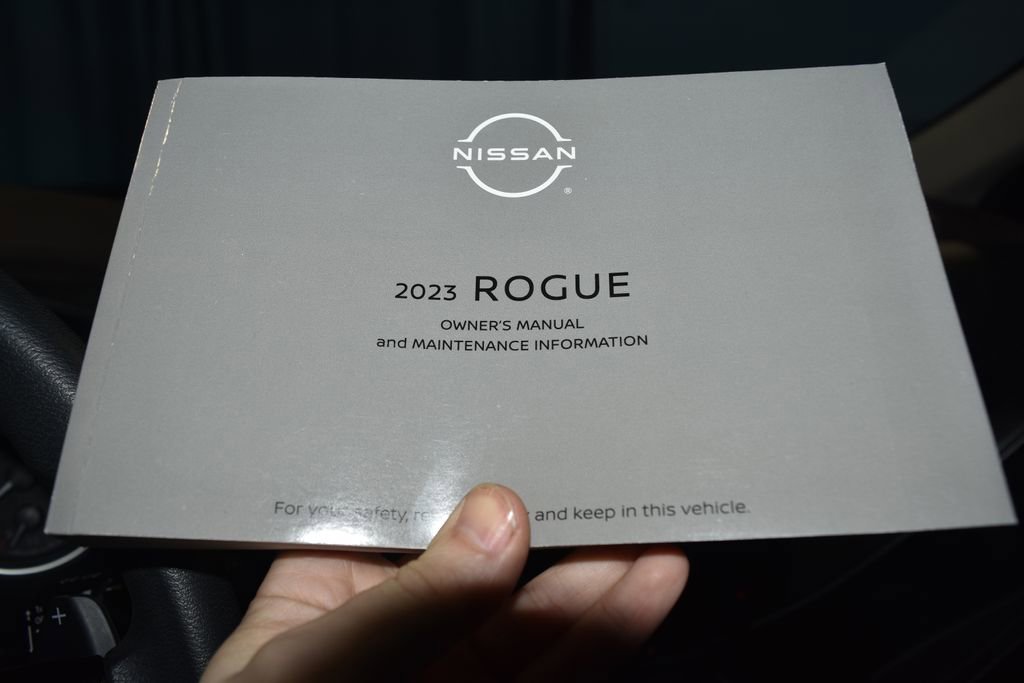 NISSAN
®
2023 ROGUE
OWNER'S MANUAL
and MAINTENANCE INFORMATION
For your safety, and keep in this vehicle.
+